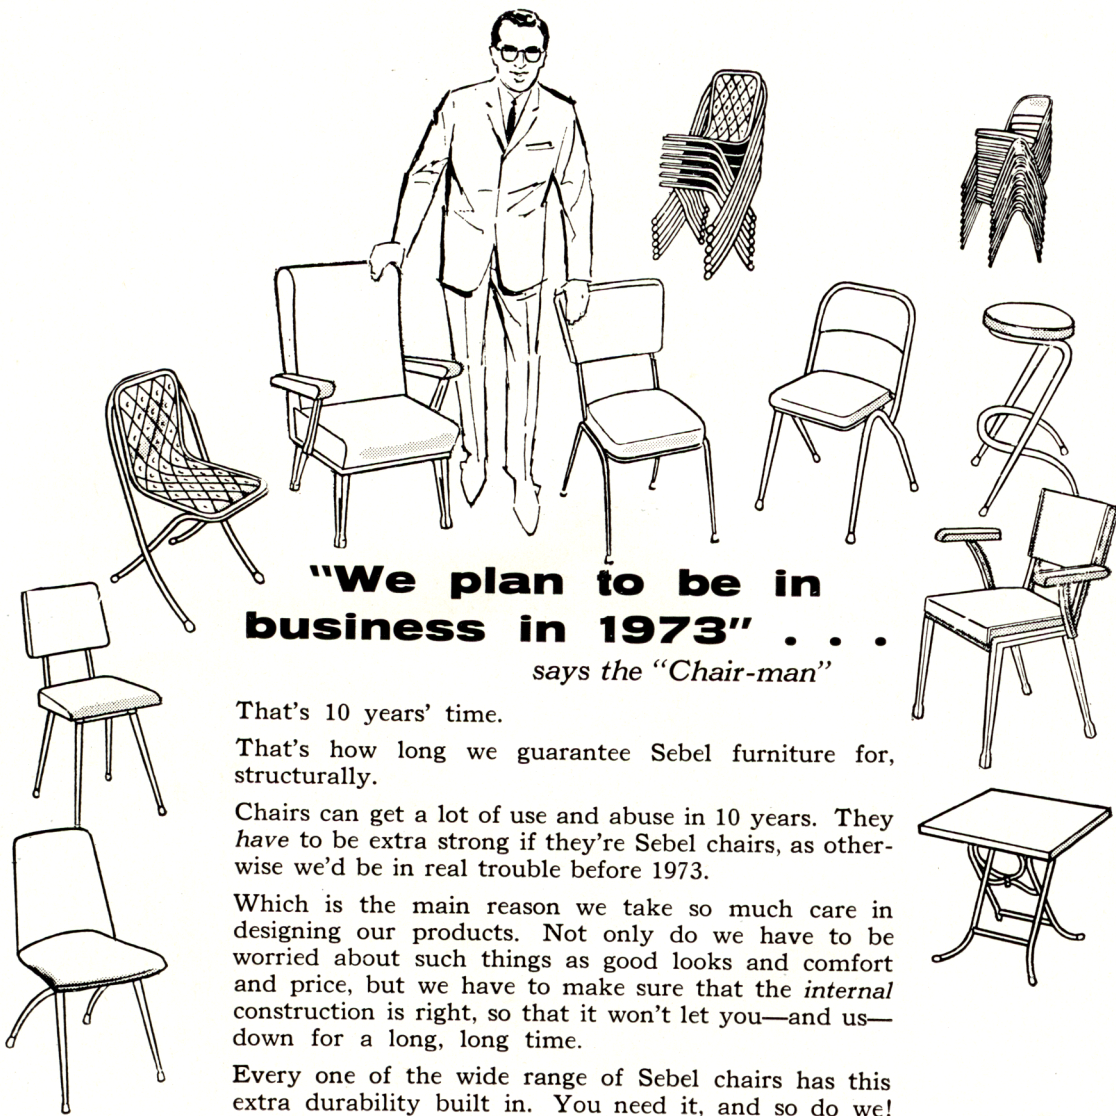 "We plan to be in
business in 1973" . . .
says the "Chair-man"
That's 10 years' time.
That's how long we guarantee Sebel furniture for,
structurally.
Chairs can get a lot of use and abuse in 10 years. They
have to be extra strong if they're Sebel chairs, as other-
wise we'd be in real trouble before 1973.
Which is the main reason we take so much care in
designing our products. Not only do we have to be
worried about such things as good looks and comfort
and price, but we have to make sure that the internal
construction is right, so that it won't let you—and us—
down for a long, long time.
Every one of the wide range of Sebel chairs has this
extra durability built in. You need it, and so do we!